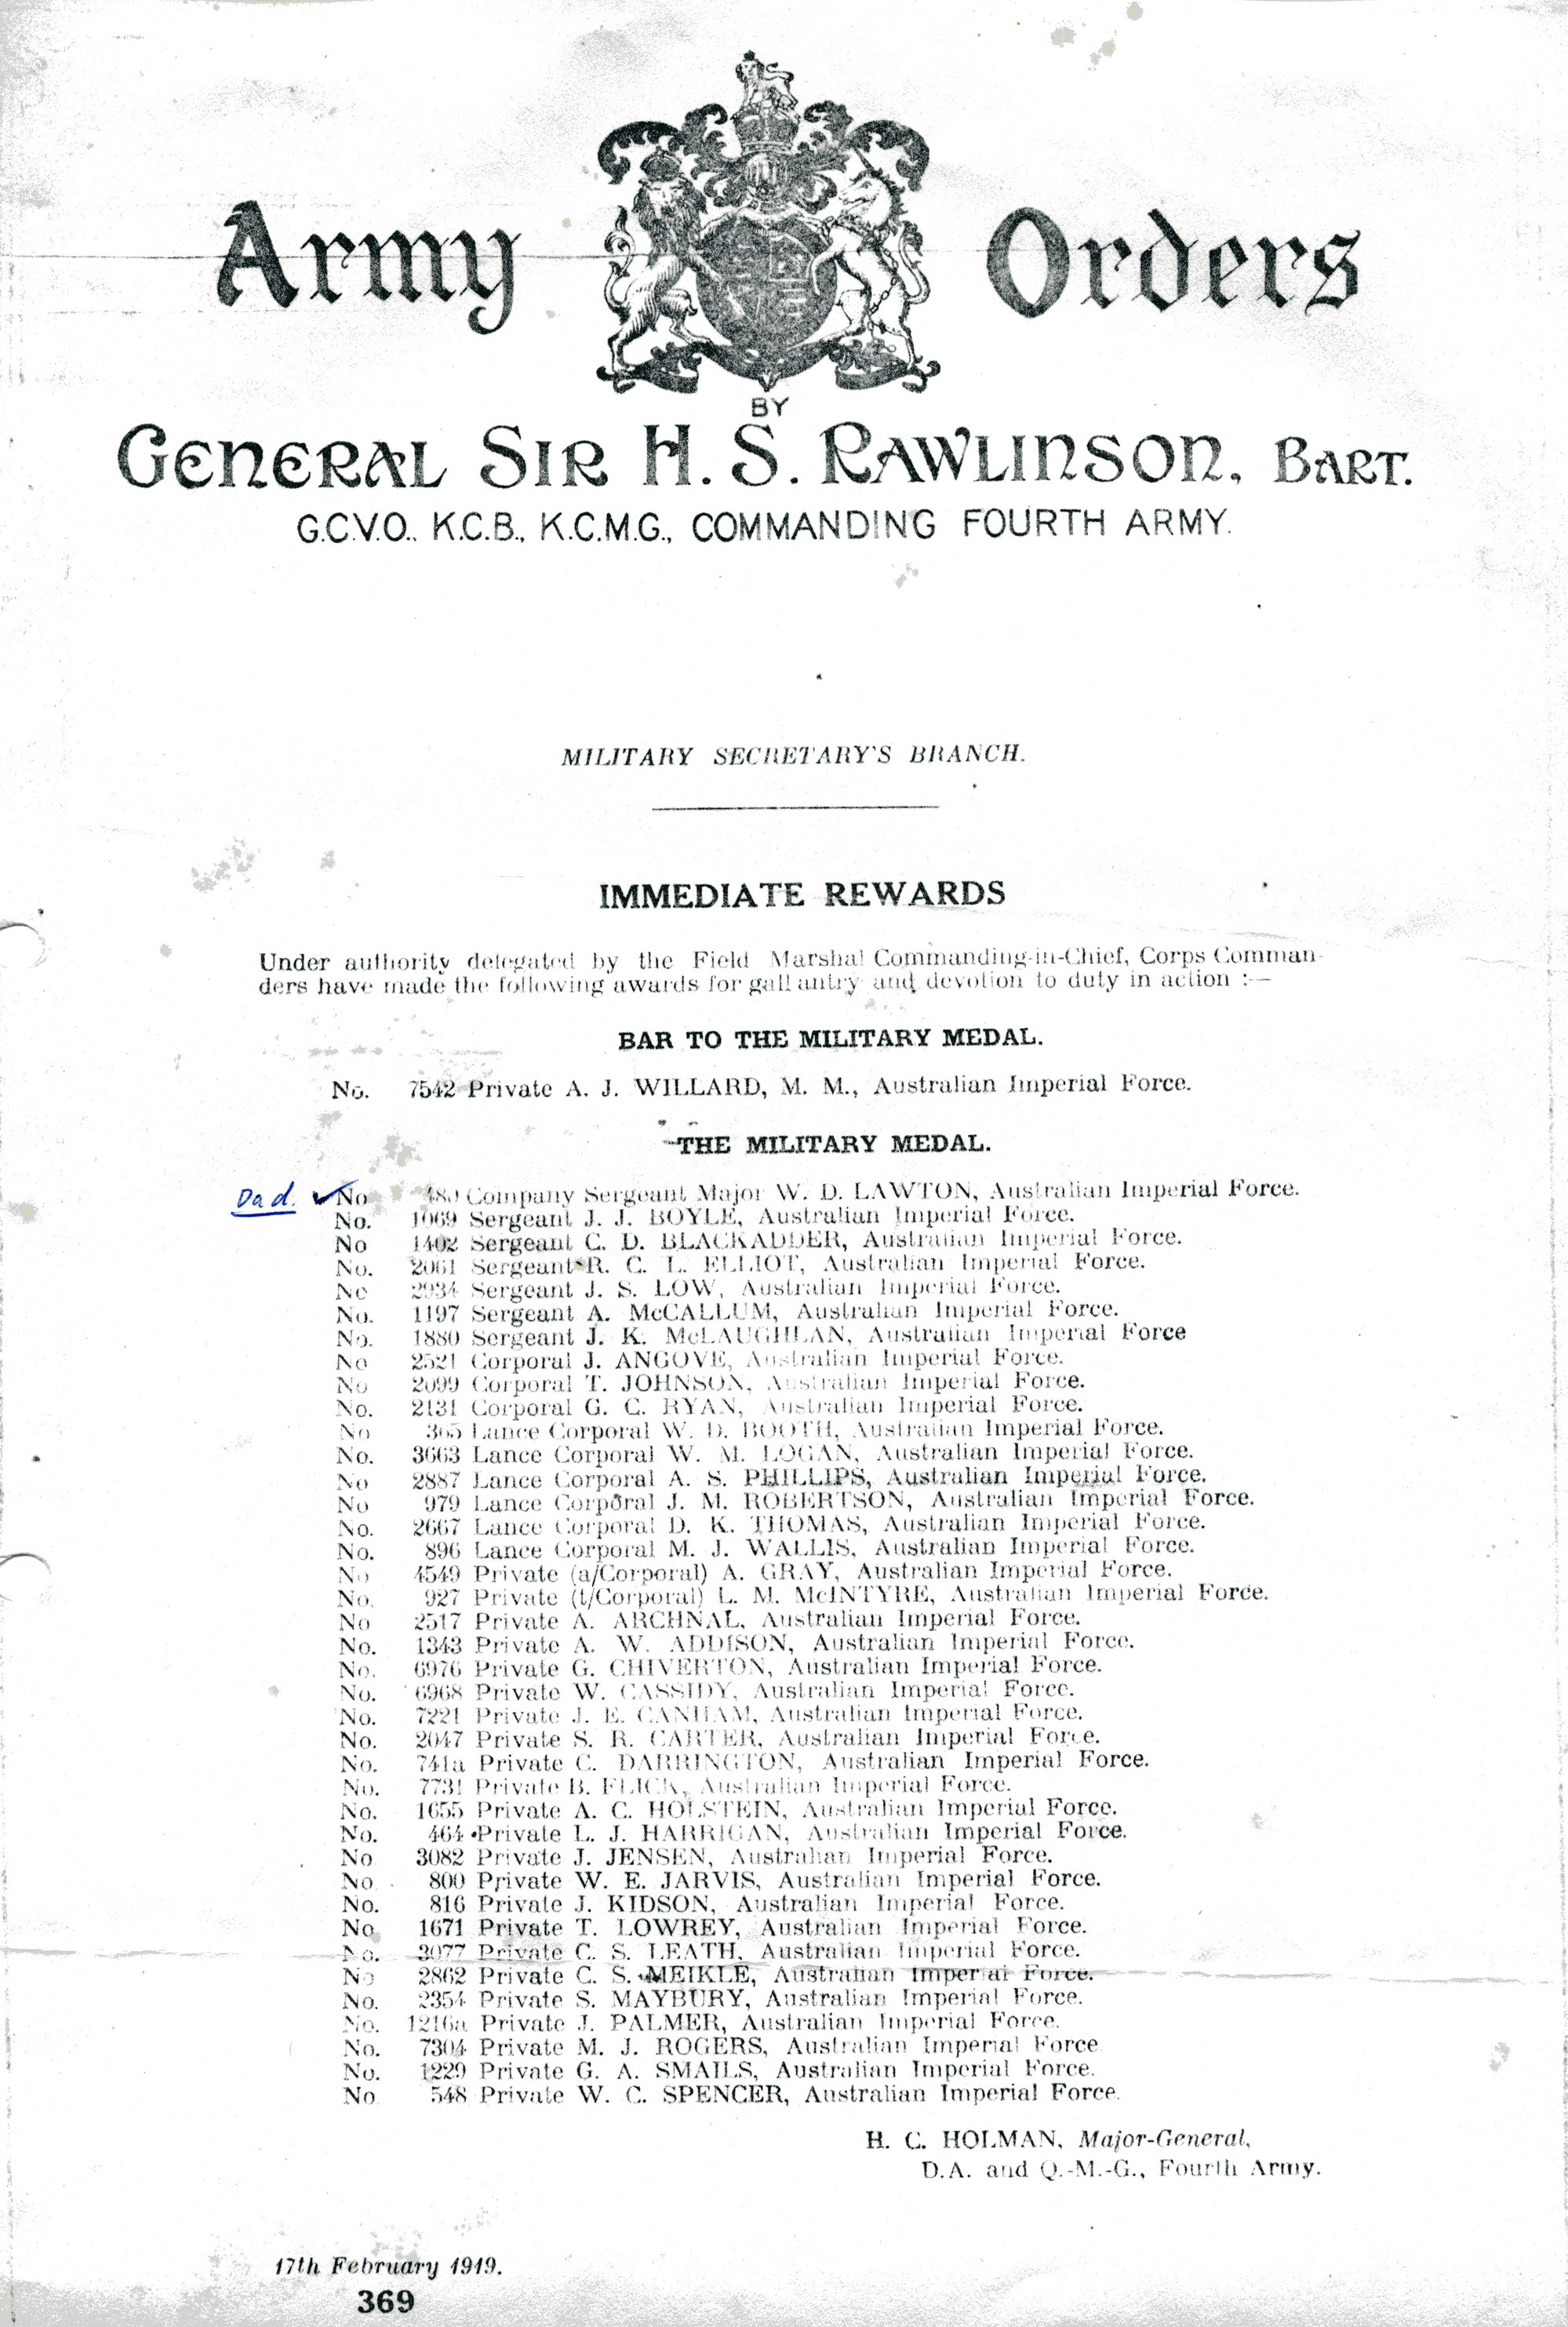 Army Orders
BY
GENERAL SIR H. S. RAWLINSON, BART.
G.C.V.O., K.C.B., K.C.M.G., COMMANDING FOURTH ARMY.
MILITARY SECRETARY'S BRANCH.
IMMEDIATE REWARDS
Under authority delegated by the Field Marshal Commanding-in-Chief, Corps Comman-
ders have made the following awards for gallantry and devotion to duty in action :—
BAR TO THE MILITARY MEDAL.
No. 7542 Private A. J. WILLARD, M. M., Australian Imperial Force.
THE MILITARY MEDAL.
Dad. ✓ No Company Sergeant Major W. D. LAWTON, Australian Imperial Force.
No. 1069 Sergeant J. J. BOYLE, Australian Imperial Force.
No 1402 Sergeant C. D. BLACKADDER, Australian Imperial Force.
No. 2061 Sergeant R. C. L. ELLIOT, Australian Imperial Force.
No 2934 Sergeant J. S. LOW, Australian Imperial Force.
No. 1197 Sergeant A. McCALLUM, Australian Imperial Force.
No. 1880 Sergeant J. K. McLAUGHLAN, Australian Imperial Force
No 2521 Corporal J. ANGOVE, Australian Imperial Force.
No 2099 Corporal T. JOHNSON, Australian Imperial Force.
No. 2131 Corporal G. C. RYAN, Australian Imperial Force.
No 365 Lance Corporal W. D. BOOTH, Australian Imperial Force.
No. 3663 Lance Corporal W. M. LOGAN, Australian Imperial Force.
No 2887 Lance Corporal A. S. PHILLIPS, Australian Imperial Force.
No 979 Lance Corporal J. M. ROBERTSON, Australian Imperial Force.
No. 2667 Lance Corporal D. K. THOMAS, Australian Imperial Force.
No. 896 Lance Corporal M. J. WALLIS, Australian Imperial Force.
No 4549 Private (a/Corporal) A. GRAY, Australian Imperial Force.
No. 927 Private (t/Corporal) L. M. McINTYRE, Australian Imperial Force.
No 2517 Private A. ARCHNAL, Australian Imperial Force.
No. 1343 Private A. W. ADDISON, Australian Imperial Force.
No. 6976 Private G. CHIVERTON, Australian Imperial Force.
No. 6968 Private W. CASSIDY, Australian Imperial Force.
No. 7221 Private J. E. CANHAM, Australian Imperial Force.
No. 2047 Private S. R. CARTER, Australian Imperial Force.
No. 741a Private C. DARRINGTON, Australian Imperial Force.
No. 7731 Private B. FLICK, Australian Imperial Force.
No. 1655 Private A. C. HOLSTEIN, Australian Imperial Force.
No. 464 Private L. J. HARRIGAN, Australian Imperial Force.
No 3082 Private J. JENSEN, Australian Imperial Force.
No 800 Private W. E. JARVIS, Australian Imperial Force.
No. 816 Private J. KIDSON, Australian Imperial Force.
No 1671 Private T. LOWREY, Australian Imperial Force.
No. 3077 Private C. S. LEATH, Australian Imperial Force.
No 2862 Private C. S. MEIKLE, Australian Imperial Force.
No. 2354 Private S. MAYBURY, Australian Imperial Force.
No. 1216a Private J. PALMER, Australian Imperial Force.
No. 7304 Private M. J. ROGERS, Australian Imperial Force
No. 1229 Private G. A. SMAILS, Australian Imperial Force.
No 548 Private W. C. SPENCER, Australian Imperial Force.
H. C. HOLMAN, Major-General,
D.A. and Q.-M.-G., Fourth Army.
17th February 1919.
369